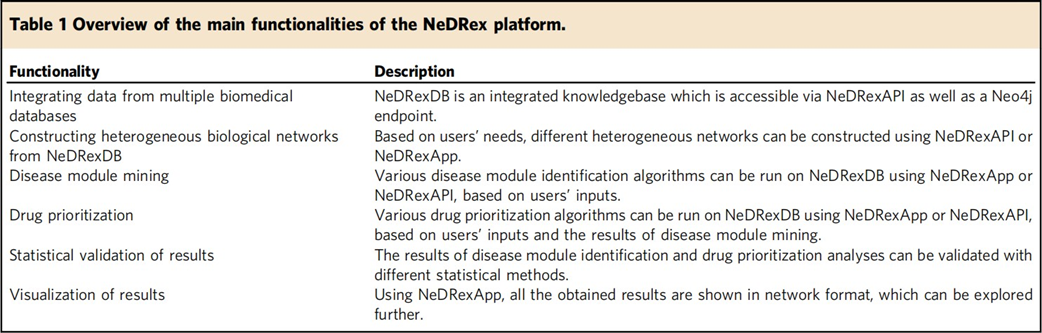 Table 1 Overview of the main functionalities of the NeDRex platform.
Functionality Description
Integrating data from multiple biomedical databases NeDRexDB is an integrated knowledgebase which is accessible via NeDRexAPI as well as a Neo4j endpoint.
Constructing heterogeneous biological networks from NeDRexDB Based on users' needs, different heterogeneous networks can be constructed using NeDRexAPI or NeDRexApp.
Disease module mining Various disease module identification algorithms can be run on NeDRexDB using NeDRexApp or NeDRexAPI, based on users' inputs.
Drug prioritization Various drug prioritization algorithms can be run on NeDRexDB using NeDRexApp or NeDRexAPI, based on users' inputs and the results of disease module mining.
Statistical validation of results The results of disease module identification and drug prioritization analyses can be validated with different statistical methods.
Visualization of results Using NeDRexApp, all the obtained results are shown in network format, which can be explored further.